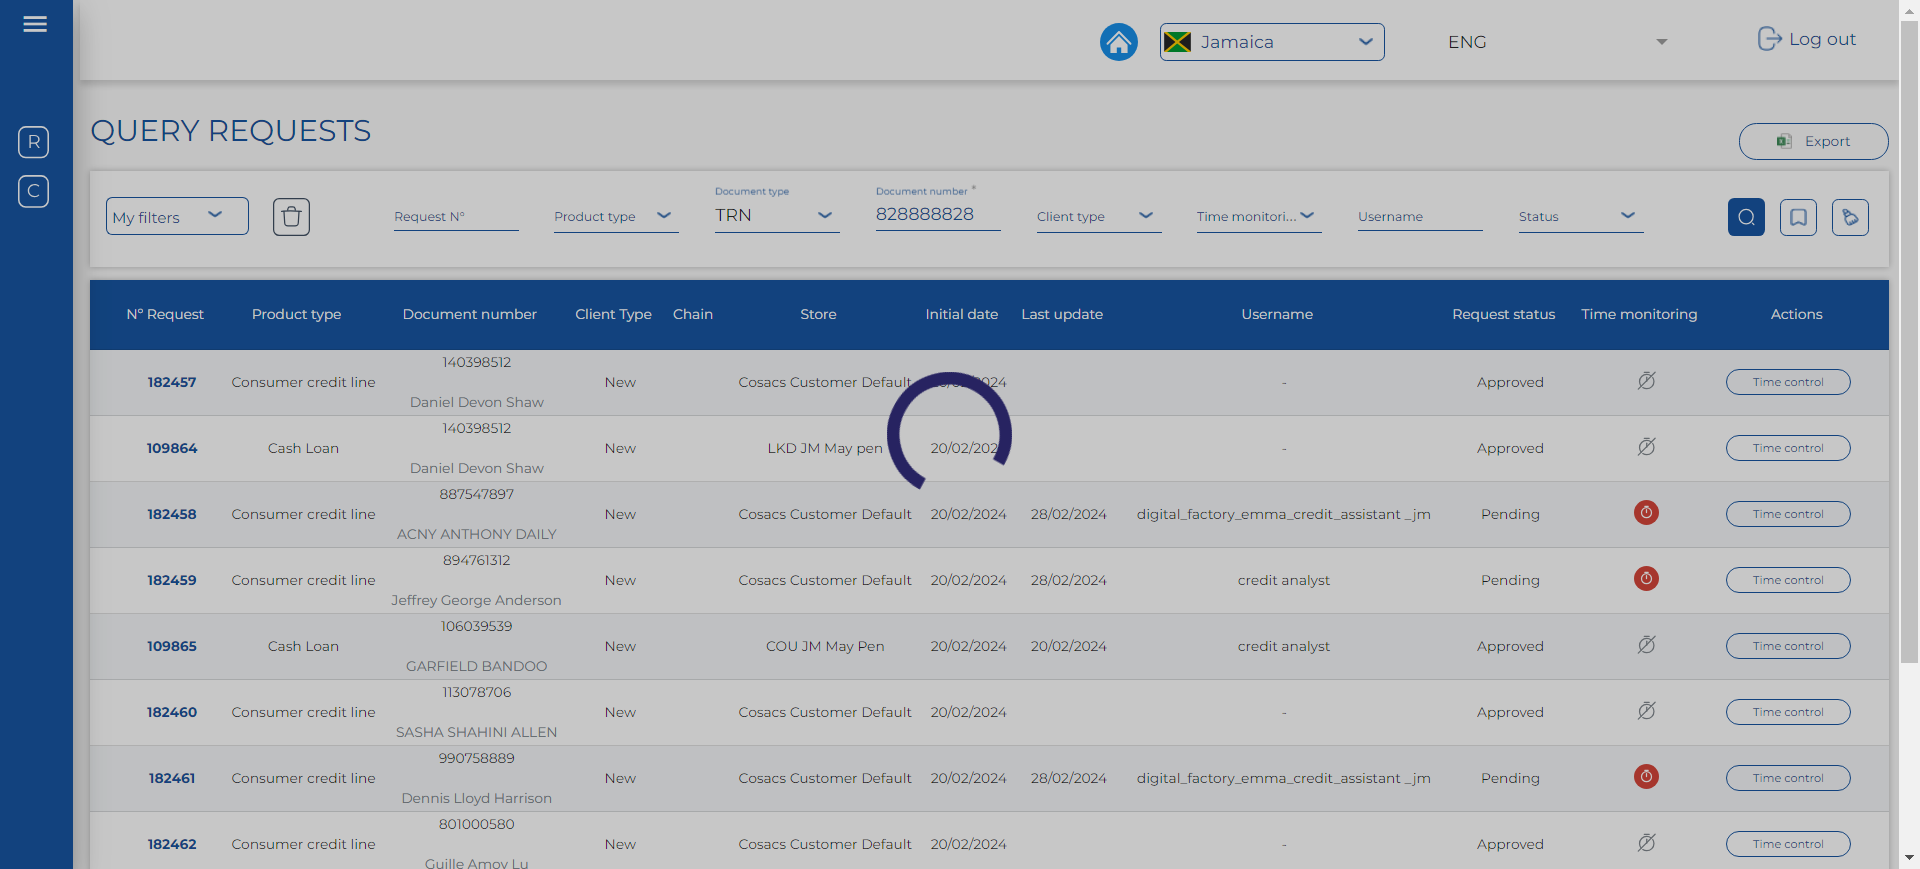 Jamaica
ENG
Log out
R
QUERY REQUESTS
Export
C
Document type
Document number *
My filters
Request N°
Product type
TRN
828888828
Client type
Time monitori...
Username
Status
N° Request Product type Document number Client Type Chain Store Initial date Last update Username Request status Time monitoring Actions
140398512
182457 Consumer credit line New Cosacs Customer Default - Approved Time control
Daniel Devon Shaw
140398512
109864 Cash Loan New LKD JM May pen 20/02/202 - Approved Time control
Daniel Devon Shaw
887547897
182458 Consumer credit line New Cosacs Customer Default 20/02/2024 28/02/2024 digital_factory_emma_credit_assistant _jm Pending Time control
ACNY ANTHONY DAILY
894761312
182459 Consumer credit line New Cosacs Customer Default 20/02/2024 28/02/2024 credit analyst Pending Time control
Jeffrey George Anderson
106039539
109865 Cash Loan New COU JM May Pen 20/02/2024 20/02/2024 credit analyst Approved Time control
GARFIELD BANDOO
113078706
182460 Consumer credit line New Cosacs Customer Default 20/02/2024 - Approved Time control
SASHA SHAHINI ALLEN
990758889
182461 Consumer credit line New Cosacs Customer Default 20/02/2024 28/02/2024 digital_factory_emma_credit_assistant _jm Pending Time control
Dennis Lloyd Harrison
801000580
182462 Consumer credit line New Cosacs Customer Default 20/02/2024 - Approved Time control
Guille Amoy Lu